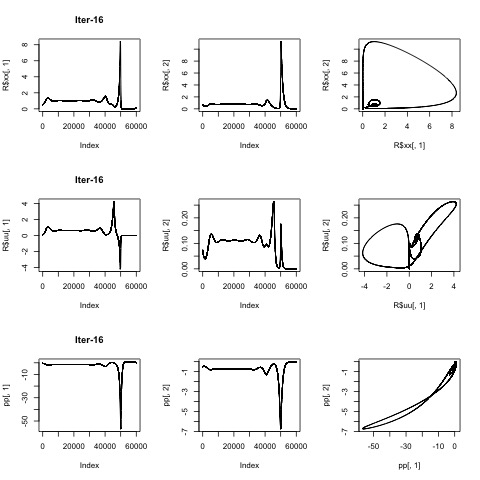 Iter-16
R$xx[, 1]
0 2 4 6 8
0 20000 40000 60000
Index
R$xx[, 2]
0 2 4 6 8
0 20000 40000 60000
Index
R$xx[, 2]
0 2 4 6 8
0 2 4 6 8
R$xx[, 1]
Iter-16
R$uu[, 1]
-4 -2 0 2 4
0 20000 40000 60000
Index
R$uu[, 2]
0.00 0.10 0.20
0 20000 40000 60000
Index
R$uu[, 2]
0.00 0.10 0.20
-4 -2 0 2 4
R$uu[, 1]
Iter-16
pp[, 1]
-50 -30 -10
0 20000 40000 60000
Index
pp[, 2]
-7 -5 -3 -1
0 20000 40000 60000
Index
pp[, 2]
-7 -5 -3 -1
-50 -30 -10 0
pp[, 1]